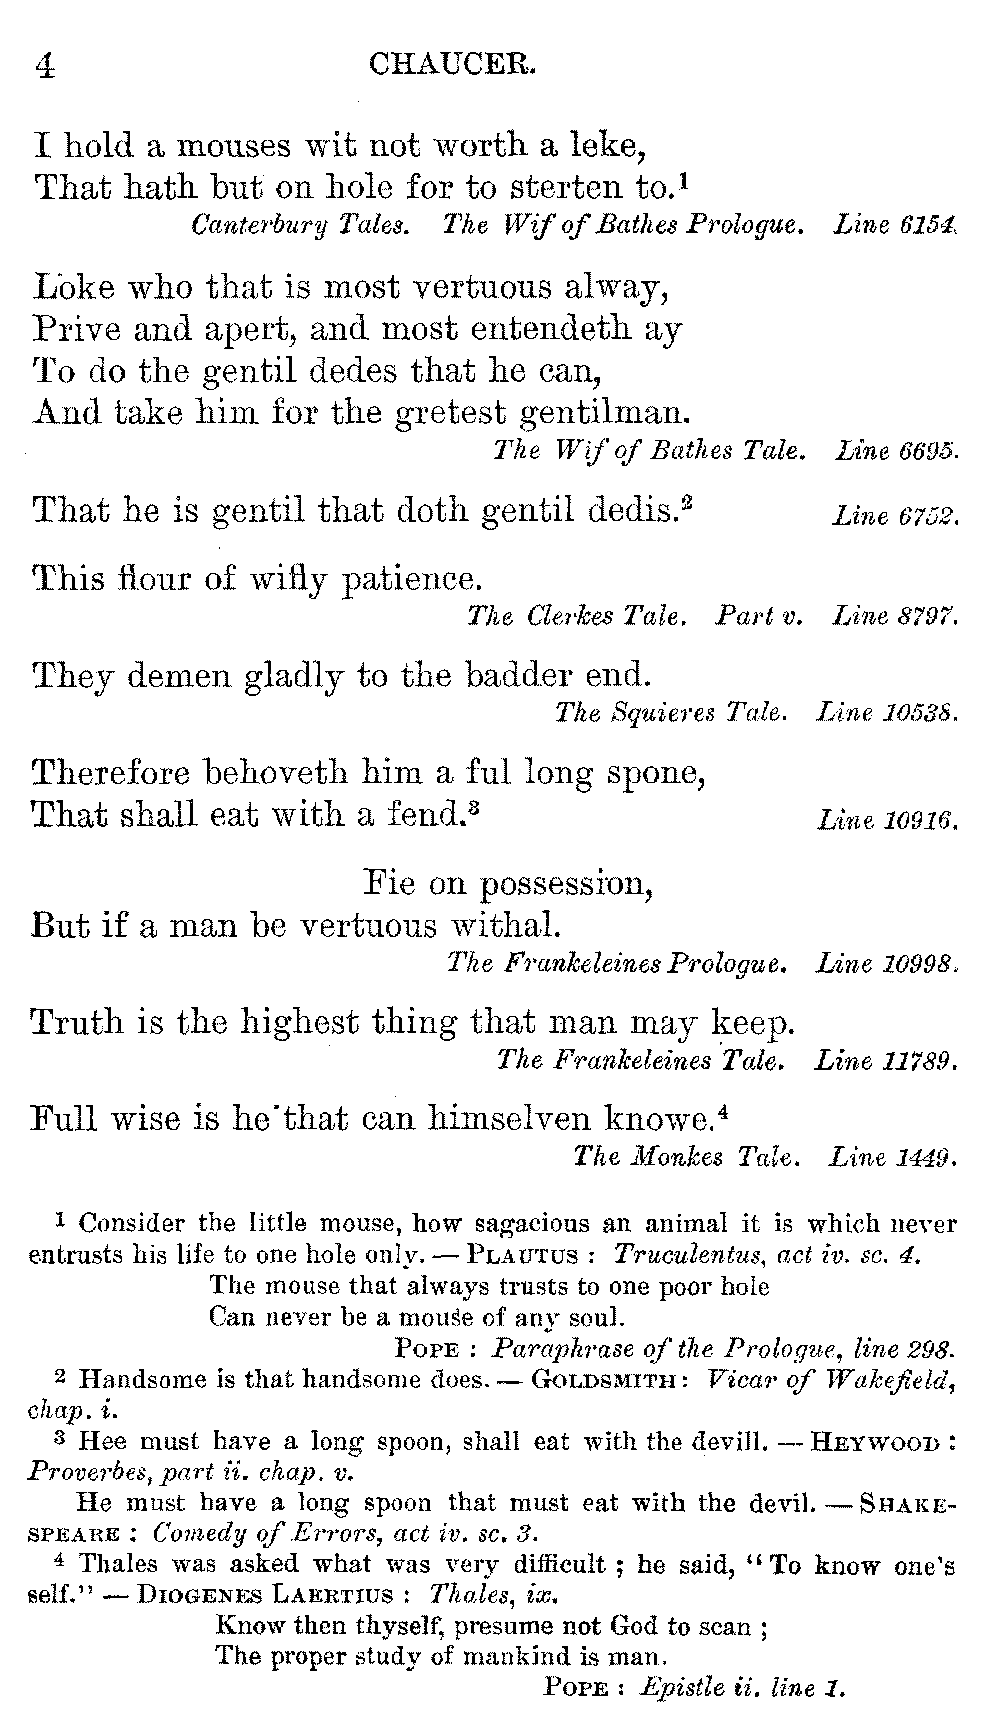 4 CHAUCER.
I hold a mouses wit not worth a leke,
That hath but on hole for to sterten to.¹
Canterbury Tales. The Wif of Bathes Prologue. Line 6154.
Loke who that is most vertuous alway,
Prive and apert, and most entendeth ay
To do the gentil dedes that he can,
And take him for the gretest gentilman.
The Wif of Bathes Tale. Line 6695.
That he is gentil that doth gentil dedis.² Line 6752.
This flour of wifly patience.
The Clerkes Tale. Part v. Line 8797.
They demen gladly to the badder end.
The Squieres Tale. Line 10538.
Therefore behoveth him a ful long spone,
That shall eat with a fend.³ Line 10916.
Fie on possession,
But if a man be vertuous withal.
The Frankeleines Prologue. Line 10998.
Truth is the highest thing that man may keep.
The Frankeleines Tale. Line 11789.
Full wise is he that can himselven knowe.⁴
The Monkes Tale. Line 1449.
¹ Consider the little mouse, how sagacious an animal it is which never
entrusts his life to one hole only. — PLAUTUS : Truculentus, act iv. sc. 4.
The mouse that always trusts to one poor hole
Can never be a mouse of any soul.
POPE : Paraphrase of the Prologue, line 298.
² Handsome is that handsome does. — GOLDSMITH : Vicar of Wakefield,
chap. i.
³ Hee must have a long spoon, shall eat with the devill. — HEYWOOD :
Proverbes, part ii. chap. v.
He must have a long spoon that must eat with the devil. — SHAKE-
SPEARE : Comedy of Errors, act iv. sc. 3.
⁴ Thales was asked what was very difficult ; he said, “To know one's
self.” — DIOGENES LAERTIUS : Thales, ix.
Know then thyself, presume not God to scan ;
The proper study of mankind is man.
POPE : Epistle ii. line 1.